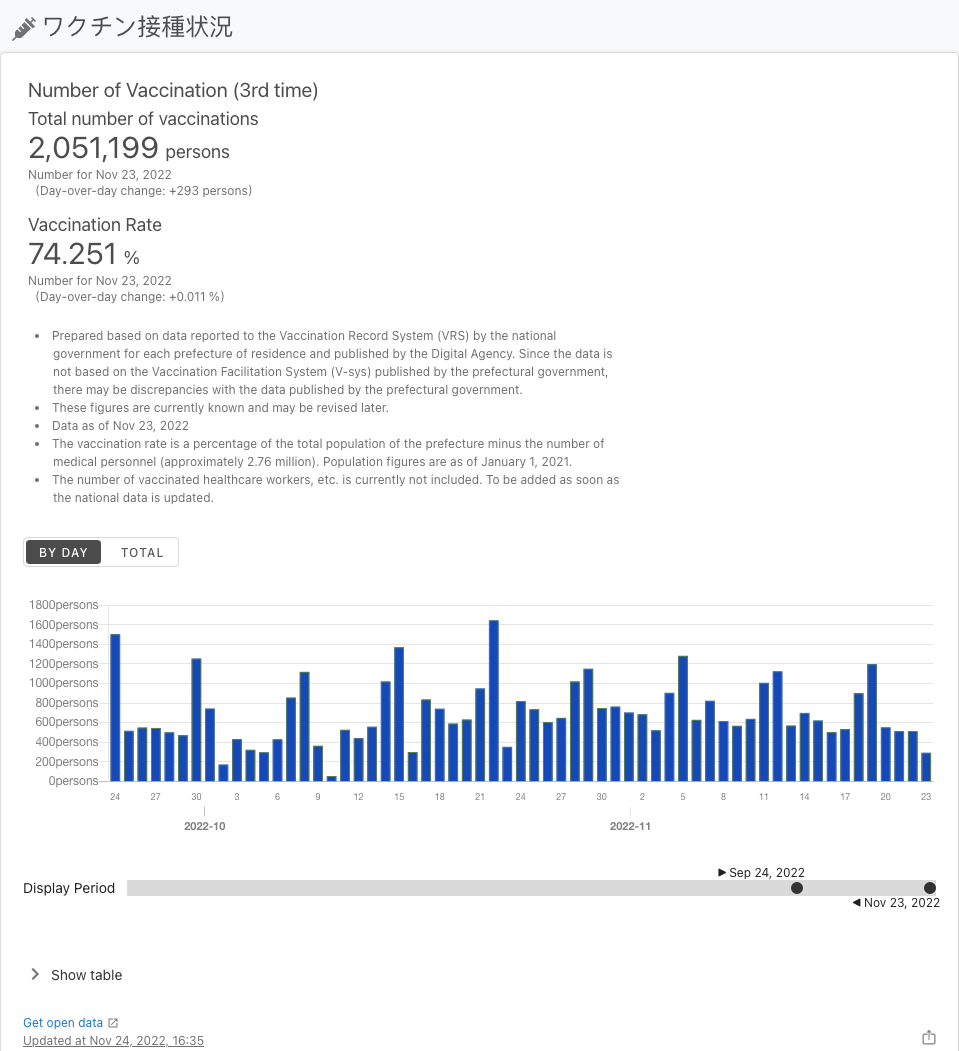 ワクチン接種状況
Number of Vaccination (3rd time)
Total number of vaccinations
2,051,199 persons
Number for Nov 23, 2022
(Day-over-day change: +293 persons)
Vaccination Rate
74.251 %
Number for Nov 23, 2022
(Day-over-day change: +0.011 %)
• Prepared based on data reported to the Vaccination Record System (VRS) by the national
government for each prefecture of residence and published by the Digital Agency. Since the data is
not based on the Vaccination Facilitation System (V-sys) published by the prefectural government,
there may be discrepancies with the data published by the prefectural government.
• These figures are currently known and may be revised later.
• Data as of Nov 23, 2022
• The vaccination rate is a percentage of the total population of the prefecture minus the number of
medical personnel (approximately 2.76 million). Population figures are as of January 1, 2021.
• The number of vaccinated healthcare workers, etc. is currently not included. To be added as soon as
the national data is updated.
BY DAY TOTAL
1800persons
1600persons
1400persons
1200persons
1000persons
800persons
600persons
400persons
200persons
0persons
24 27 30 3 6 9 12 15 18 21 24 27 30 2 5 8 11 14 17 20 23
2022-10 2022-11
Sep 24, 2022
Display Period
Nov 23, 2022
Show table
Get open data
Updated at Nov 24, 2022, 16:35